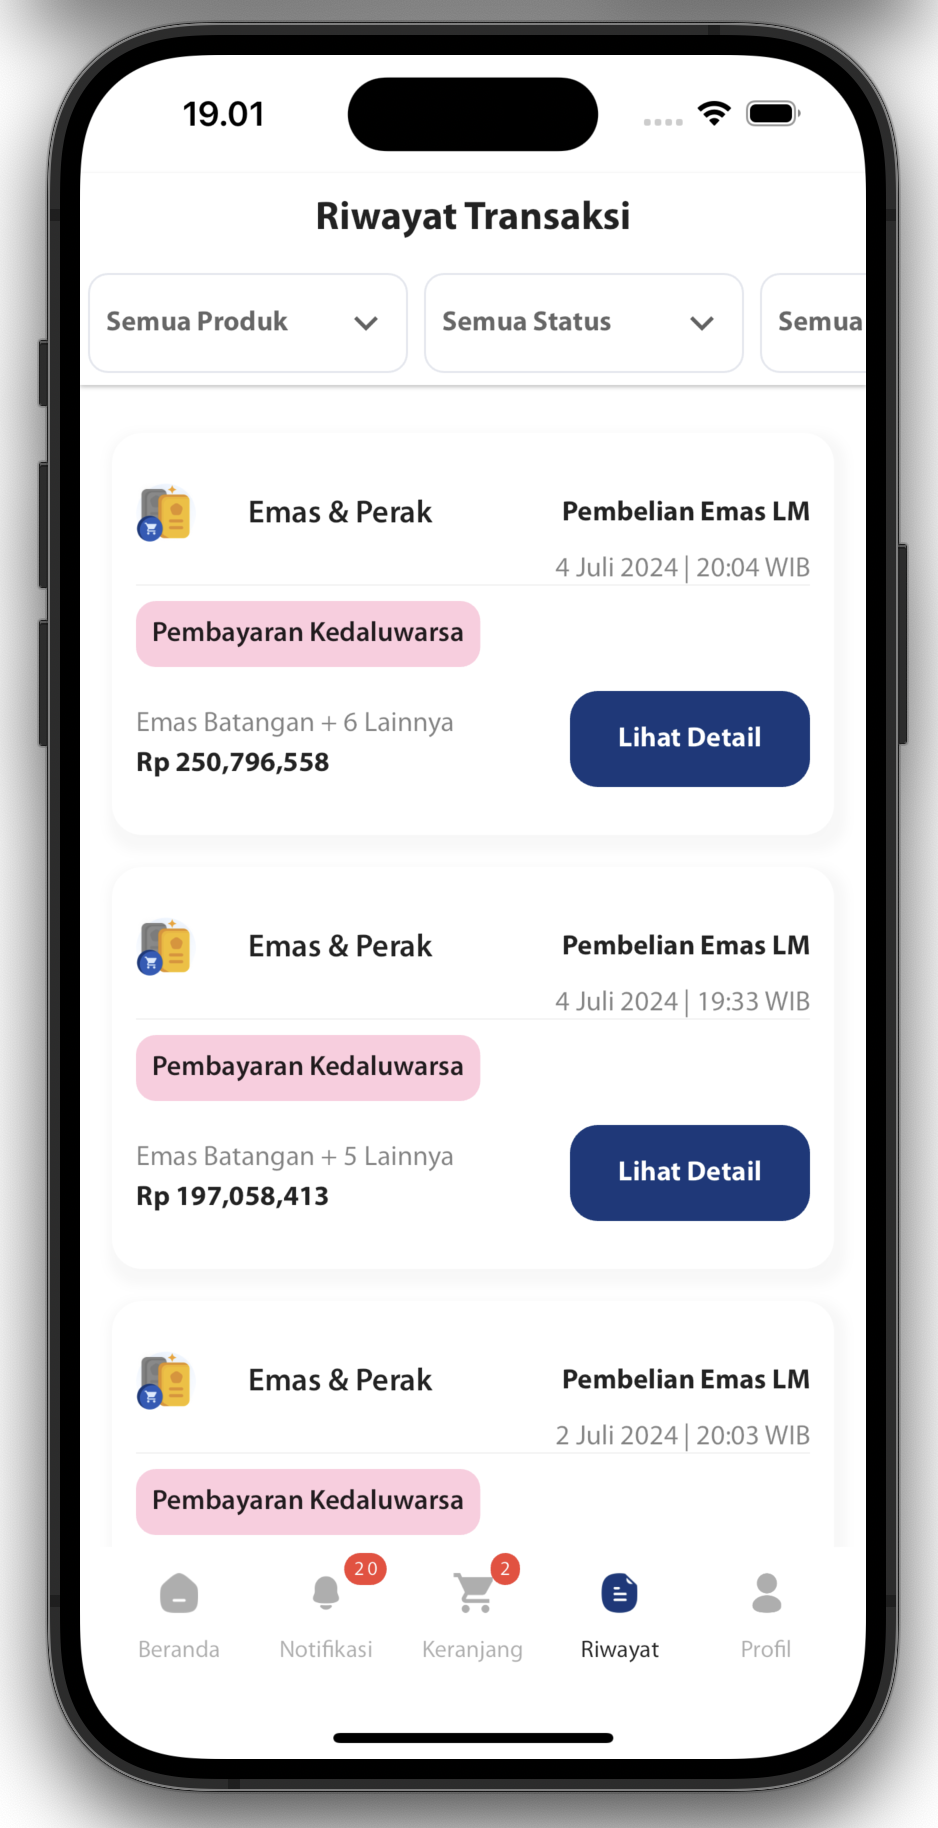 19.01
Riwayat Transaksi
Semua Produk
Semua Status
Semua
Emas & Perak
Pembelian Emas LM
4 Juli 2024 | 20:04 WIB
Pembayaran Kedaluwarsa
Emas Batangan + 6 Lainnya
Rp 250,796,558
Lihat Detail
Emas & Perak
Pembelian Emas LM
4 Juli 2024 | 19:33 WIB
Pembayaran Kedaluwarsa
Emas Batangan + 5 Lainnya
Rp 197,058,413
Lihat Detail
Emas & Perak
Pembelian Emas LM
2 Juli 2024 | 20:03 WIB
Pembayaran Kedaluwarsa
20
2
Beranda
Notifikasi
Keranjang
Riwayat
Profil